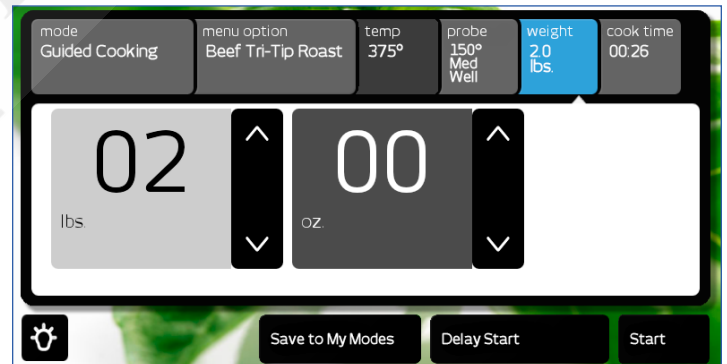 mode
Guided Cooking
menu option
Beef Tri-Tip Roast
temp
375°
probe
150°
Med
Well
weight
2.0
lbs.
cook time
00:26
02
lbs.
00
oz.
Save to My Modes
Delay Start
Start